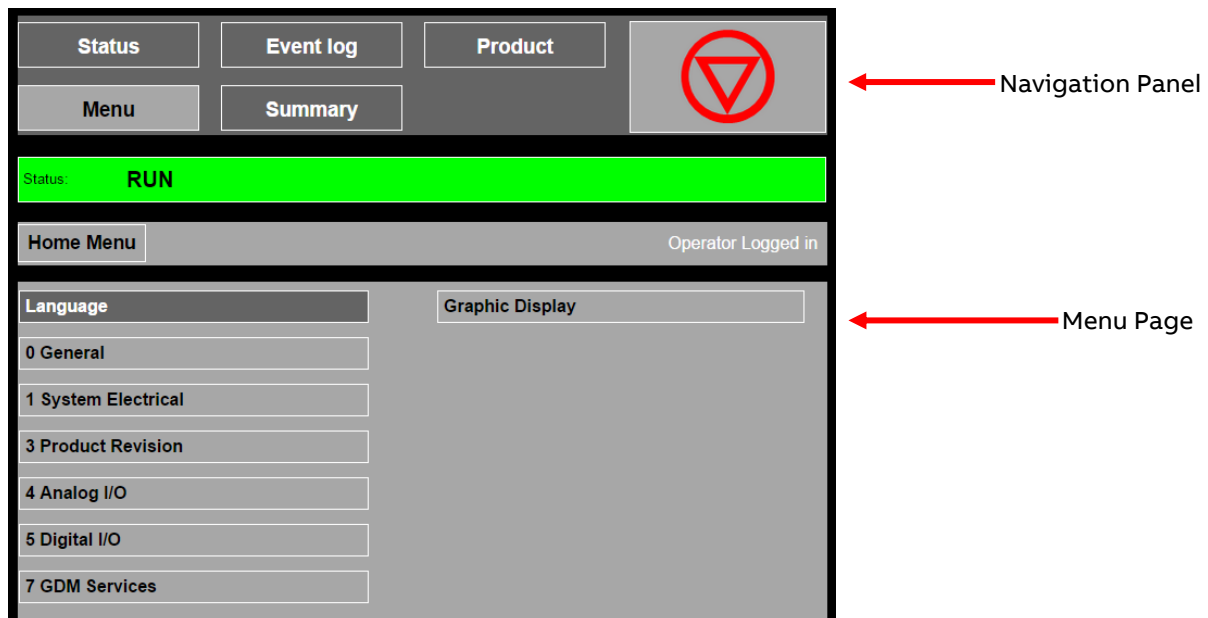 Status Event log Product
Navigation Panel
Menu Summary
Status: RUN
Home Menu Operator Logged in
Language Graphic Display
Menu Page
0 General
1 System Electrical
3 Product Revision
4 Analog I/O
5 Digital I/O
7 GDM Services